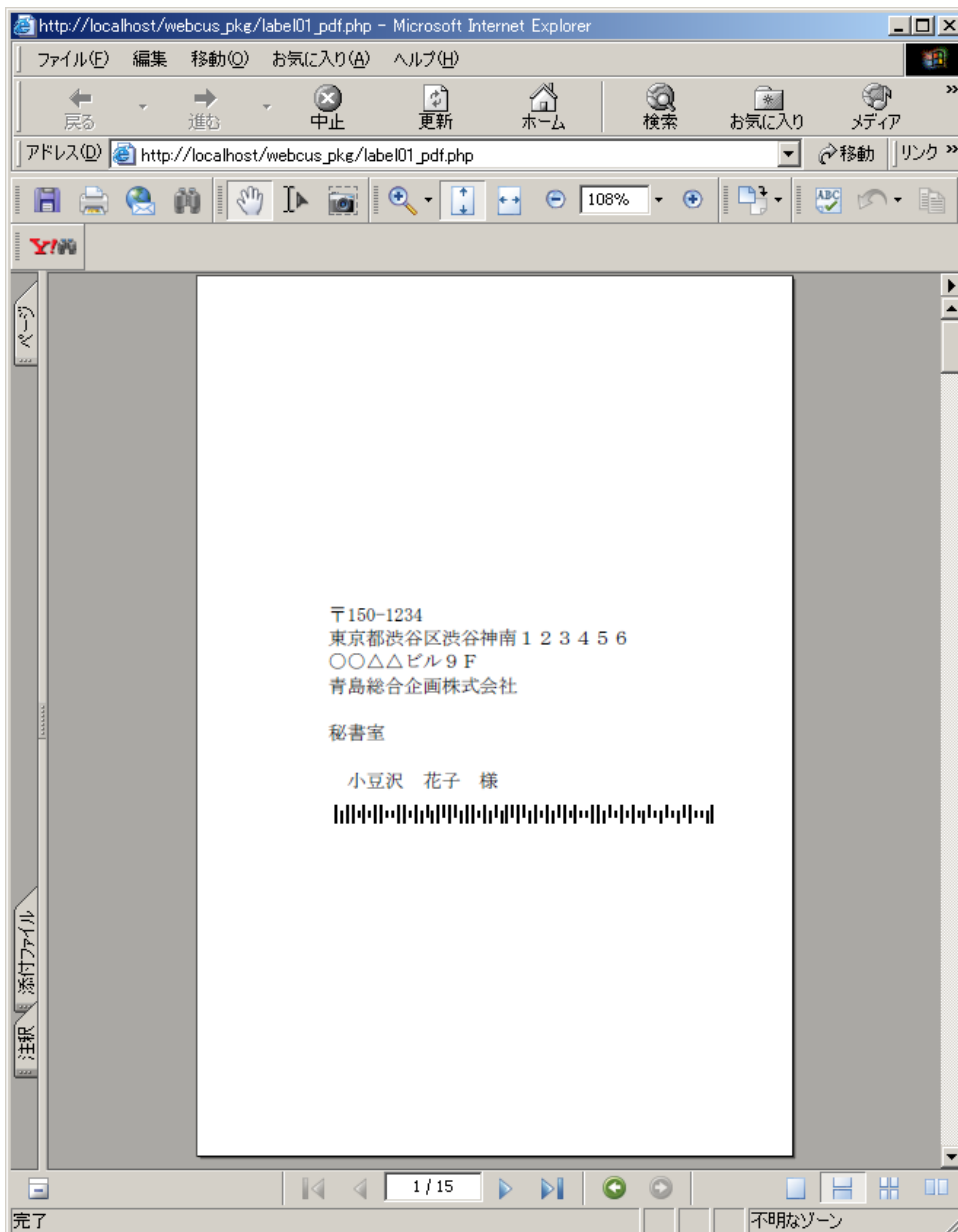 http://localhost/webcus_pkg/label01_pdf.php - Microsoft Internet Explorer
ファイル(F) 編集 移動(O) お気に入り(A) ヘルプ(H)
戻る 進む 中止 更新 ホーム 検索 お気に入り メディア »
アドレス(D) http://localhost/webcus_pkg/label01_pdf.php 移動 リンク »
108% ABC
Y!
ページ
〒150-1234
東京都渋谷区渋谷神南１２３４５６
○○△△ビル９Ｆ
青島総合企画株式会社
秘書室
小豆沢　花子　様
添付ファイル
注釈
1 / 15
完了 不明なゾーン